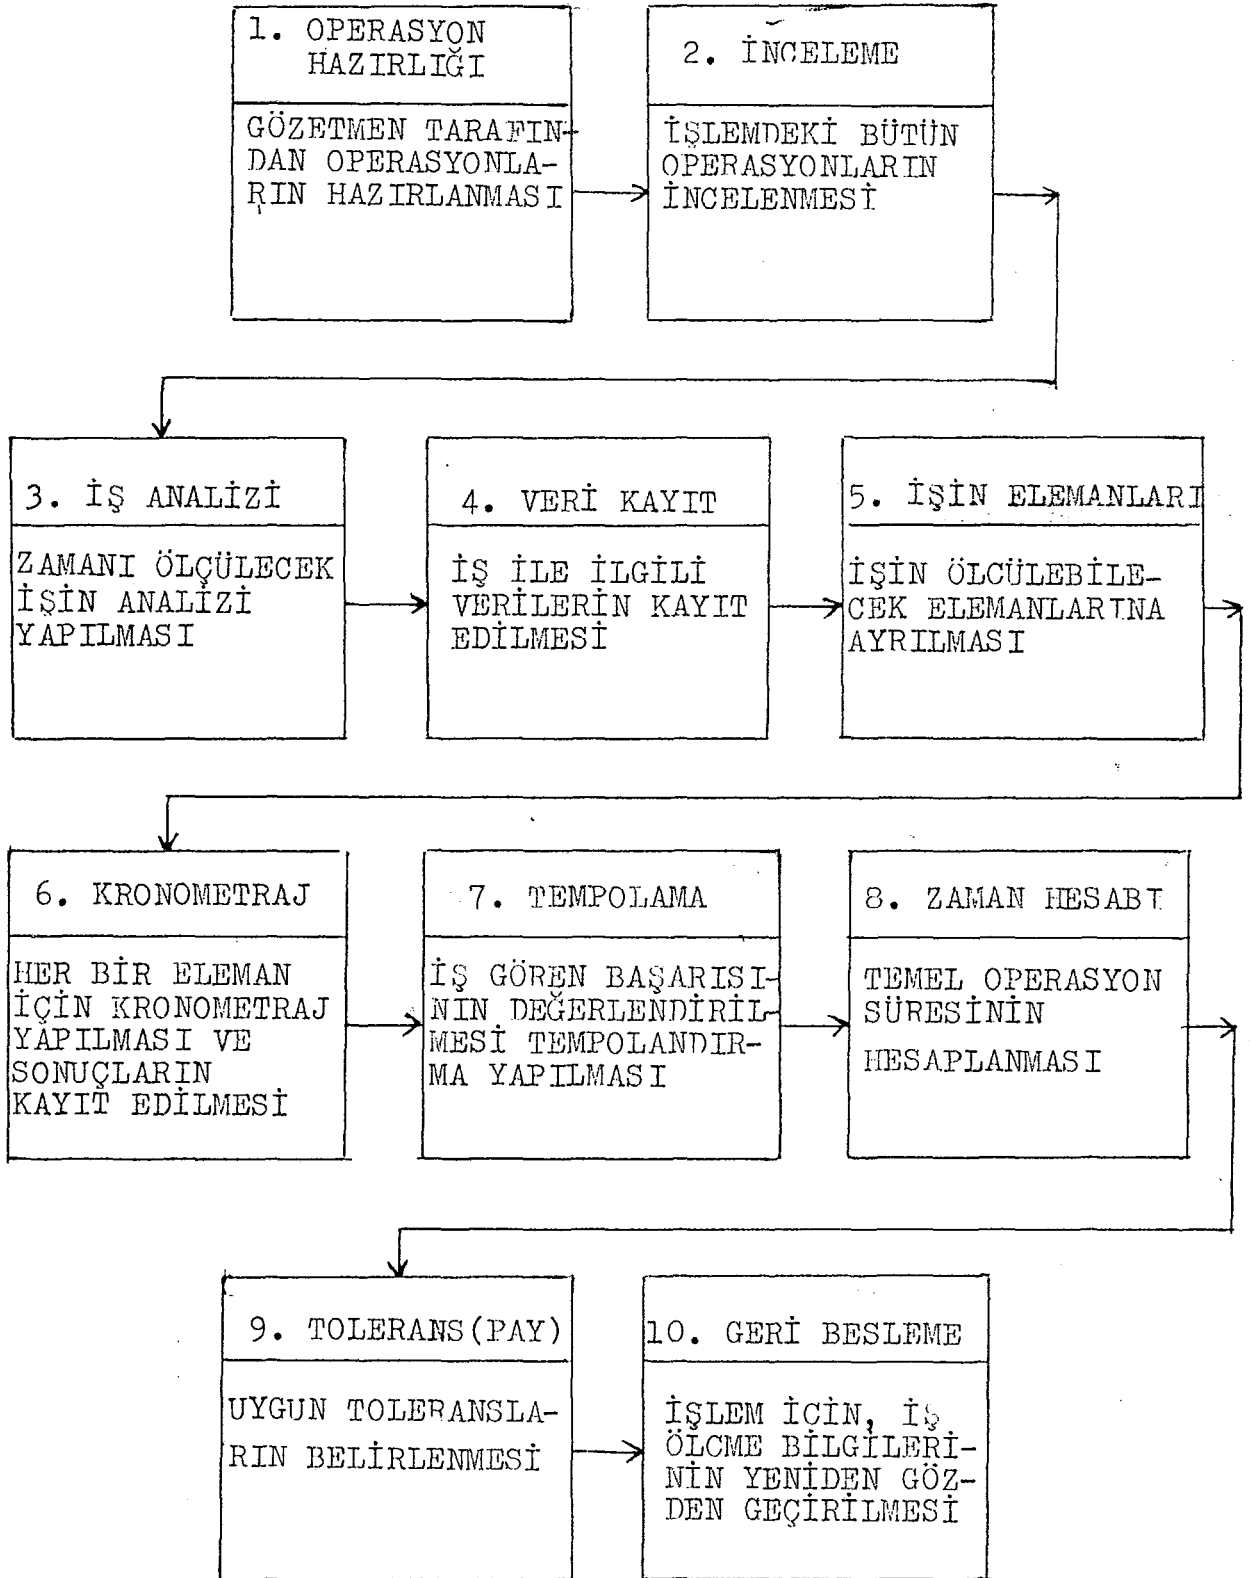 1. OPERASYON
HAZIRLIĞI
GÖZETMEN TARAFIN-
DAN OPERASYONLA-
RIN HAZIRLANMASI
2. İNCELEME
İŞLEMDEKİ BÜTÜN
OPERASYONLARIN
İNCELENMESİ
3. İŞ ANALİZİ
ZAMANI ÖLÇÜLECEK
İŞİN ANALİZİ
YAPILMASI
4. VERİ KAYIT
İŞ İLE İLGİLİ
VERİLERİN KAYIT
EDİLMESİ
5. İŞİN ELEMANLARI
İŞİN ÖLCÜLEBİLE-
CEK ELEMANLARINA
AYRILMASI
6. KRONOMETRAJ
HER BİR ELEMAN
İÇİN KRONOMETRAJ
YAPILMASI VE
SONUÇLARIN
KAYIT EDİLMESİ
7. TEMPOLAMA
İŞ GÖREN BAŞARISI-
NIN DEĞERLENDİRİL-
MESİ TEMPOLANDIR-
MA YAPILMASI
8. ZAMAN HESABI
TEMEL OPERASYON
SÜRESİNİN
HESAPLANMASI
9. TOLERANS(PAY)
UYGUN TOLERANSLA-
RIN BELİRLENMESİ
10. GERİ BESLEME
İŞLEM İCİN, İŞ
ÖLCME BİLGİLERİ-
NİN YENİDEN GÖZ-
DEN GEÇİRİLMESİ